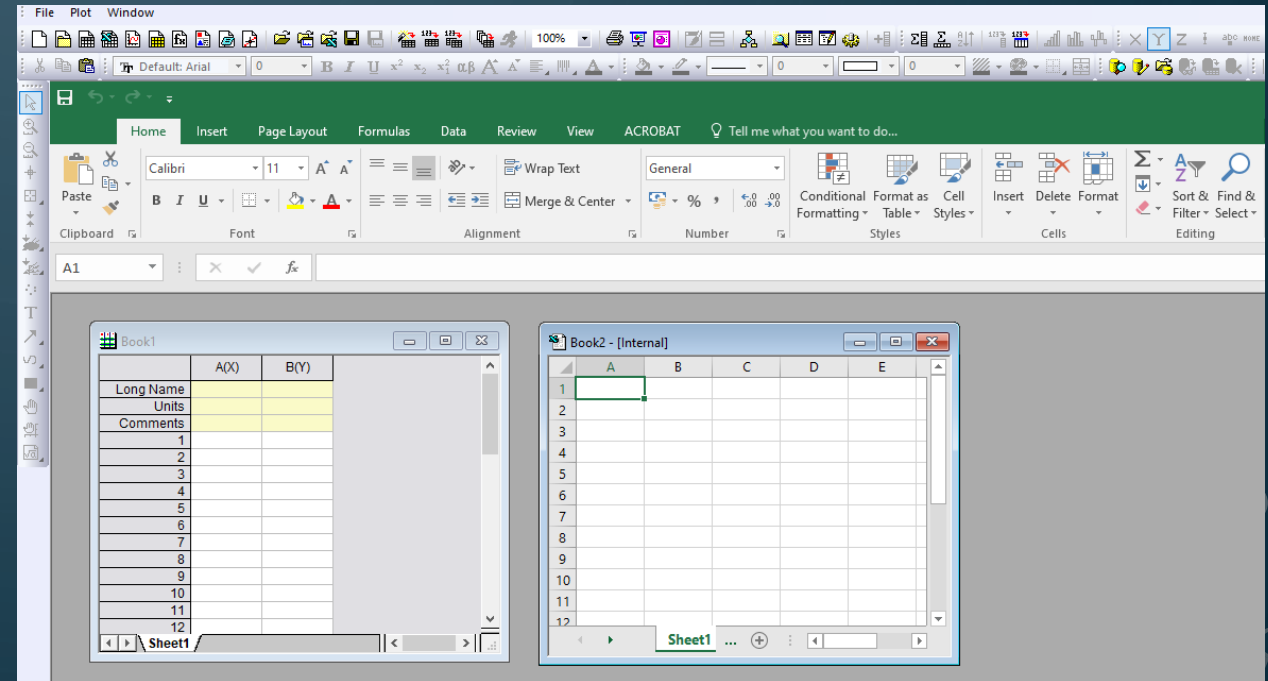 File Plot Window
100%
Default: Arial 0 B I U x² x₂ x₁² αβ A A A 0 0
Home Insert Page Layout Formulas Data Review View ACROBAT Tell me what you want to do...
Calibri 11 A A Wrap Text General
Paste B I U A Merge & Center % , Conditional Formatting Format as Table Cell Styles Insert Delete Format Sort & Filter Find & Select
Clipboard Font Alignment Number Styles Cells Editing
A1 fx
Book1
A(X) B(Y)
Long Name
Units
Comments
1
2
3
4
5
6
7
8
9
10
11
12
Sheet1
Book2 - [Internal]
A B C D E
1
2
3
4
5
6
7
8
9
10
11
12
Sheet1 ...